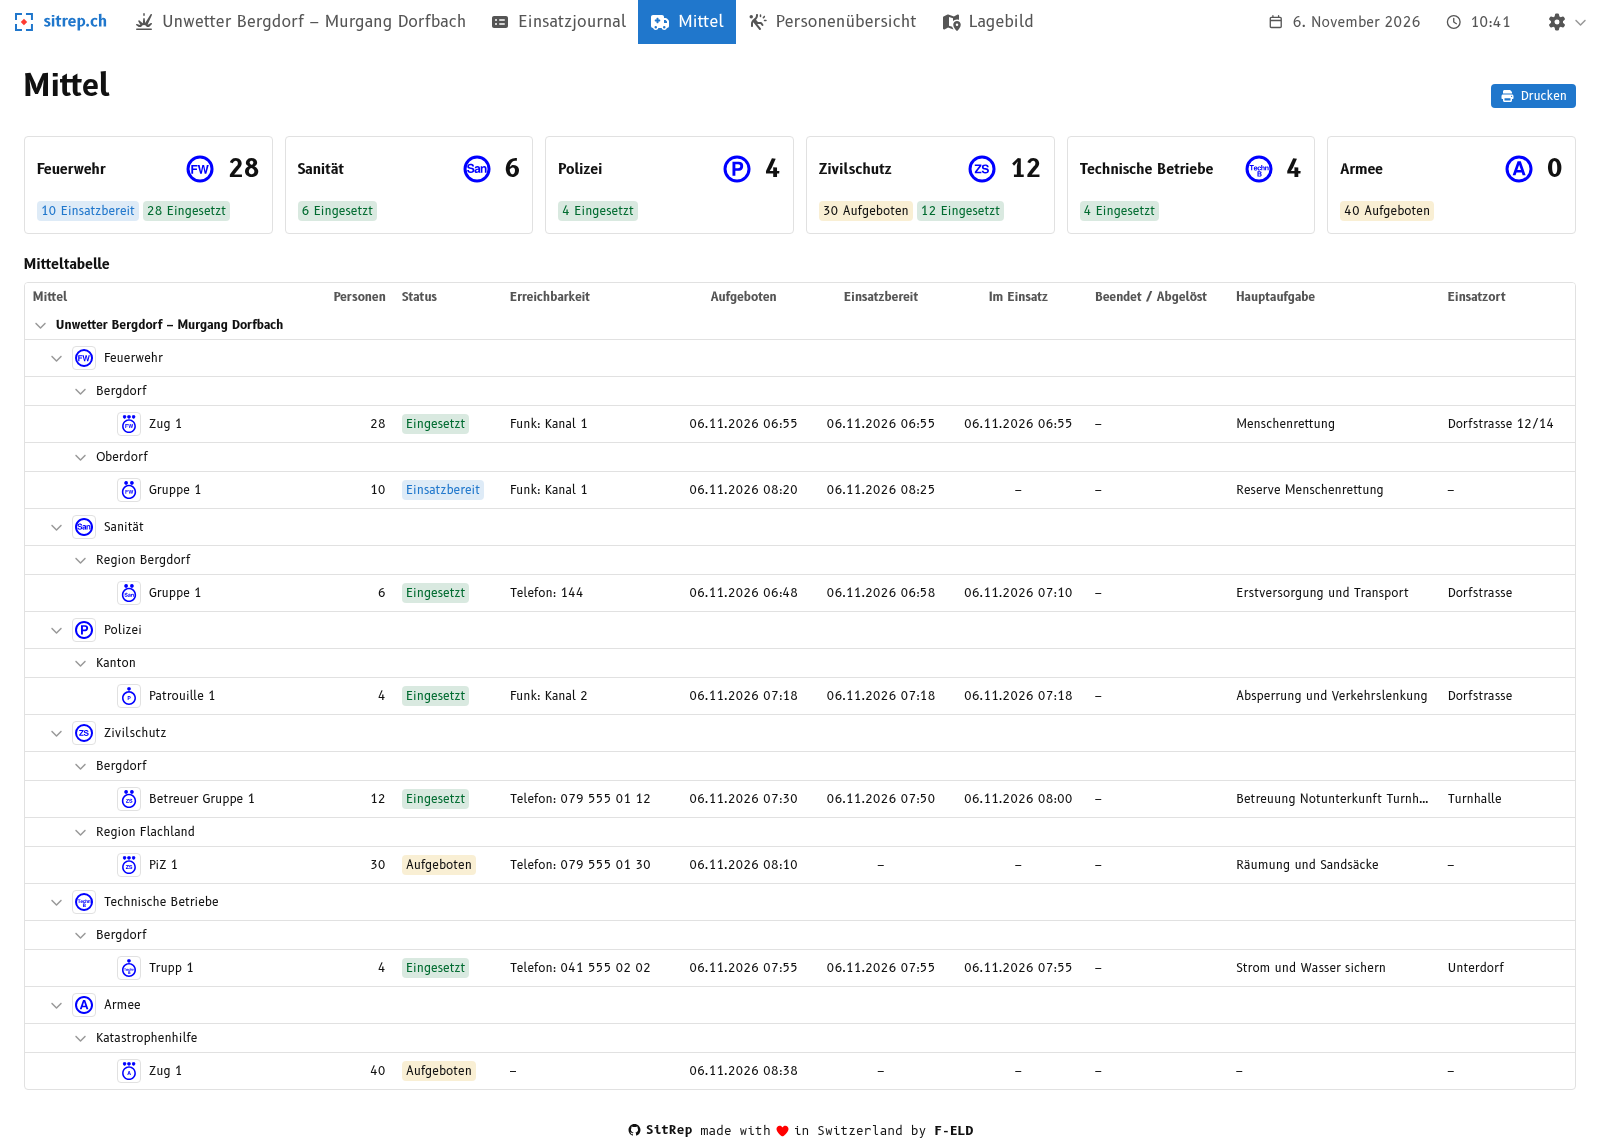 sitrep.ch Unwetter Bergdorf – Murgang Dorfbach Einsatzjournal Mittel Personenübersicht Lagebild 6. November 2026 10:41
Mittel
Drucken
Feuerwehr FW 28
10 Einsatzbereit 28 Eingesetzt
Sanität San 6
6 Eingesetzt
Polizei P 4
4 Eingesetzt
Zivilschutz ZS 12
30 Aufgeboten 12 Eingesetzt
Technische Betriebe 4
4 Eingesetzt
Armee A 0
40 Aufgeboten
Mitteltabelle
Mittel Personen Status Erreichbarkeit Aufgeboten Einsatzbereit Im Einsatz Beendet / Abgelöst Hauptaufgabe Einsatzort
Unwetter Bergdorf – Murgang Dorfbach
FW Feuerwehr
Bergdorf
FW Zug 1 28 Eingesetzt Funk: Kanal 1 06.11.2026 06:55 06.11.2026 06:55 06.11.2026 06:55 – Menschenrettung Dorfstrasse 12/14
Oberdorf
FW Gruppe 1 10 Einsatzbereit Funk: Kanal 1 06.11.2026 08:20 06.11.2026 08:25 – – Reserve Menschenrettung –
San Sanität
Region Bergdorf
San Gruppe 1 6 Eingesetzt Telefon: 144 06.11.2026 06:48 06.11.2026 06:58 06.11.2026 07:10 – Erstversorgung und Transport Dorfstrasse
P Polizei
Kanton
P Patrouille 1 4 Eingesetzt Funk: Kanal 2 06.11.2026 07:18 06.11.2026 07:18 06.11.2026 07:18 – Absperrung und Verkehrslenkung Dorfstrasse
ZS Zivilschutz
Bergdorf
ZS Betreuer Gruppe 1 12 Eingesetzt Telefon: 079 555 01 12 06.11.2026 07:30 06.11.2026 07:50 06.11.2026 08:00 – Betreuung Notunterkunft Turnh... Turnhalle
Region Flachland
ZS PiZ 1 30 Aufgeboten Telefon: 079 555 01 30 06.11.2026 08:10 – – – Räumung und Sandsäcke –
Technische Betriebe
Bergdorf
Trupp 1 4 Eingesetzt Telefon: 041 555 02 02 06.11.2026 07:55 06.11.2026 07:55 06.11.2026 07:55 – Strom und Wasser sichern Unterdorf
A Armee
Katastrophenhilfe
A Zug 1 40 Aufgeboten – 06.11.2026 08:38 – – – – –
SitRep made with in Switzerland by F-ELD